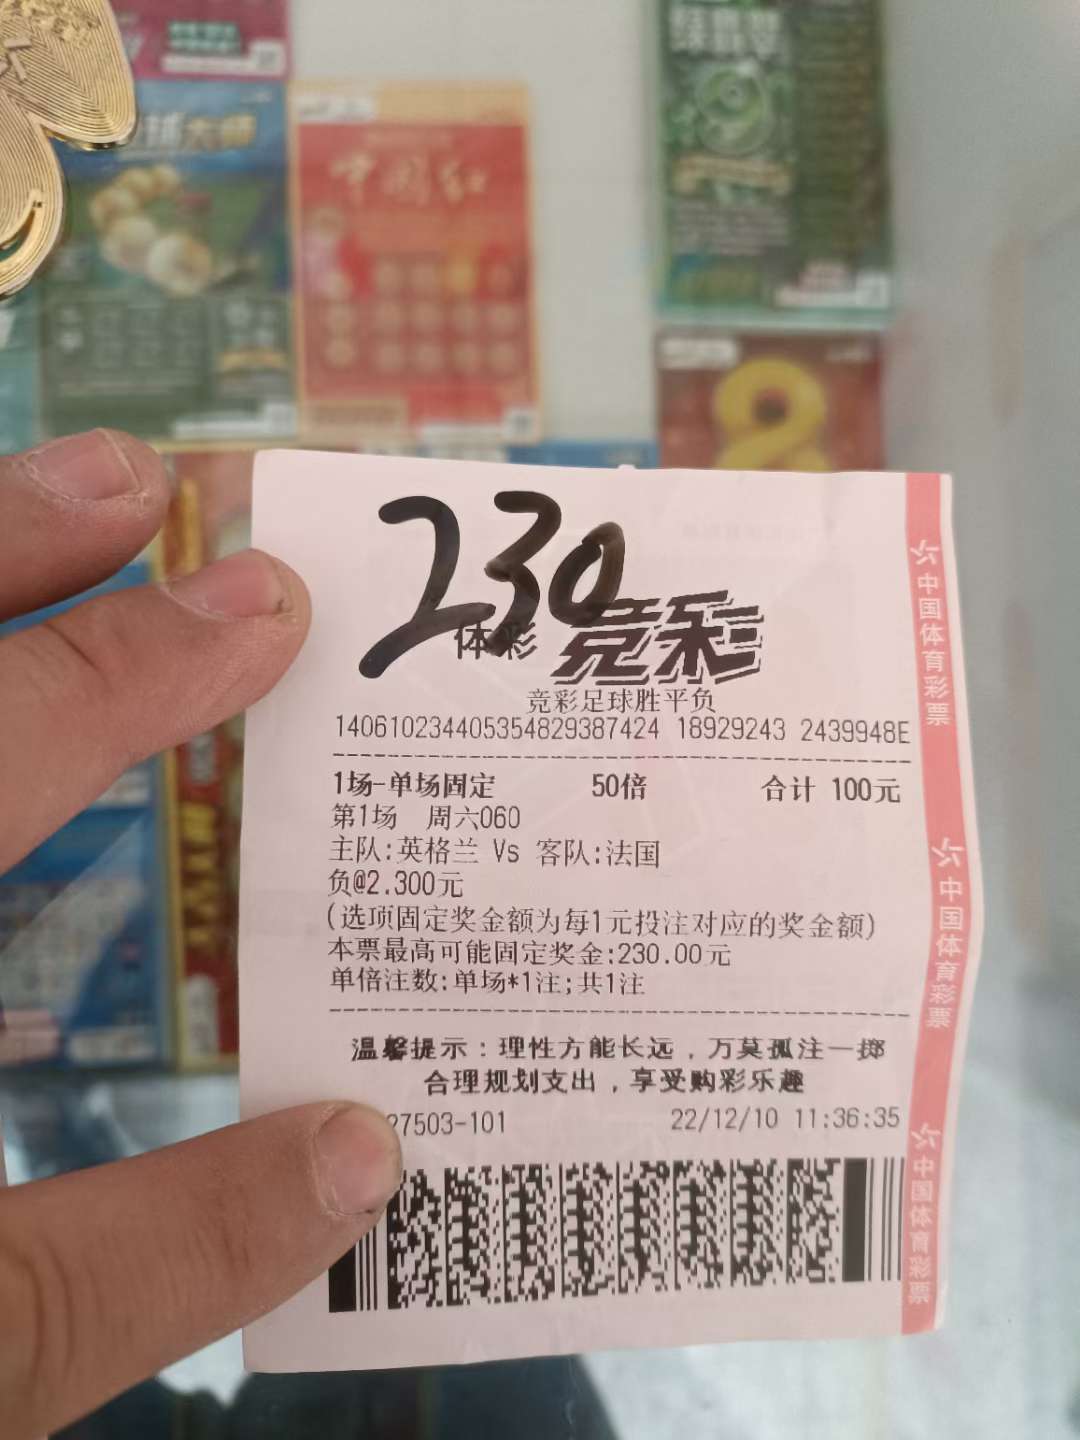 大师
中国红
230
体彩 竞彩
竞彩足球胜平负
140610234405354829387424 18929243 2439948E
1场-单场固定 50倍 合计 100元
第1场 周六060
主队:英格兰 Vs 客队:法国
负@2.300元
(选项固定奖金额为每1元投注对应的奖金额)
本票最高可能固定奖金:230.00元
单倍注数:单场*1注;共1注
温馨提示：理性方能长远，万莫孤注一掷
合理规划支出，享受购彩乐趣
27503-101 22/12/10 11:36:35
中国体育彩票
中国体育彩票
中国体育彩票